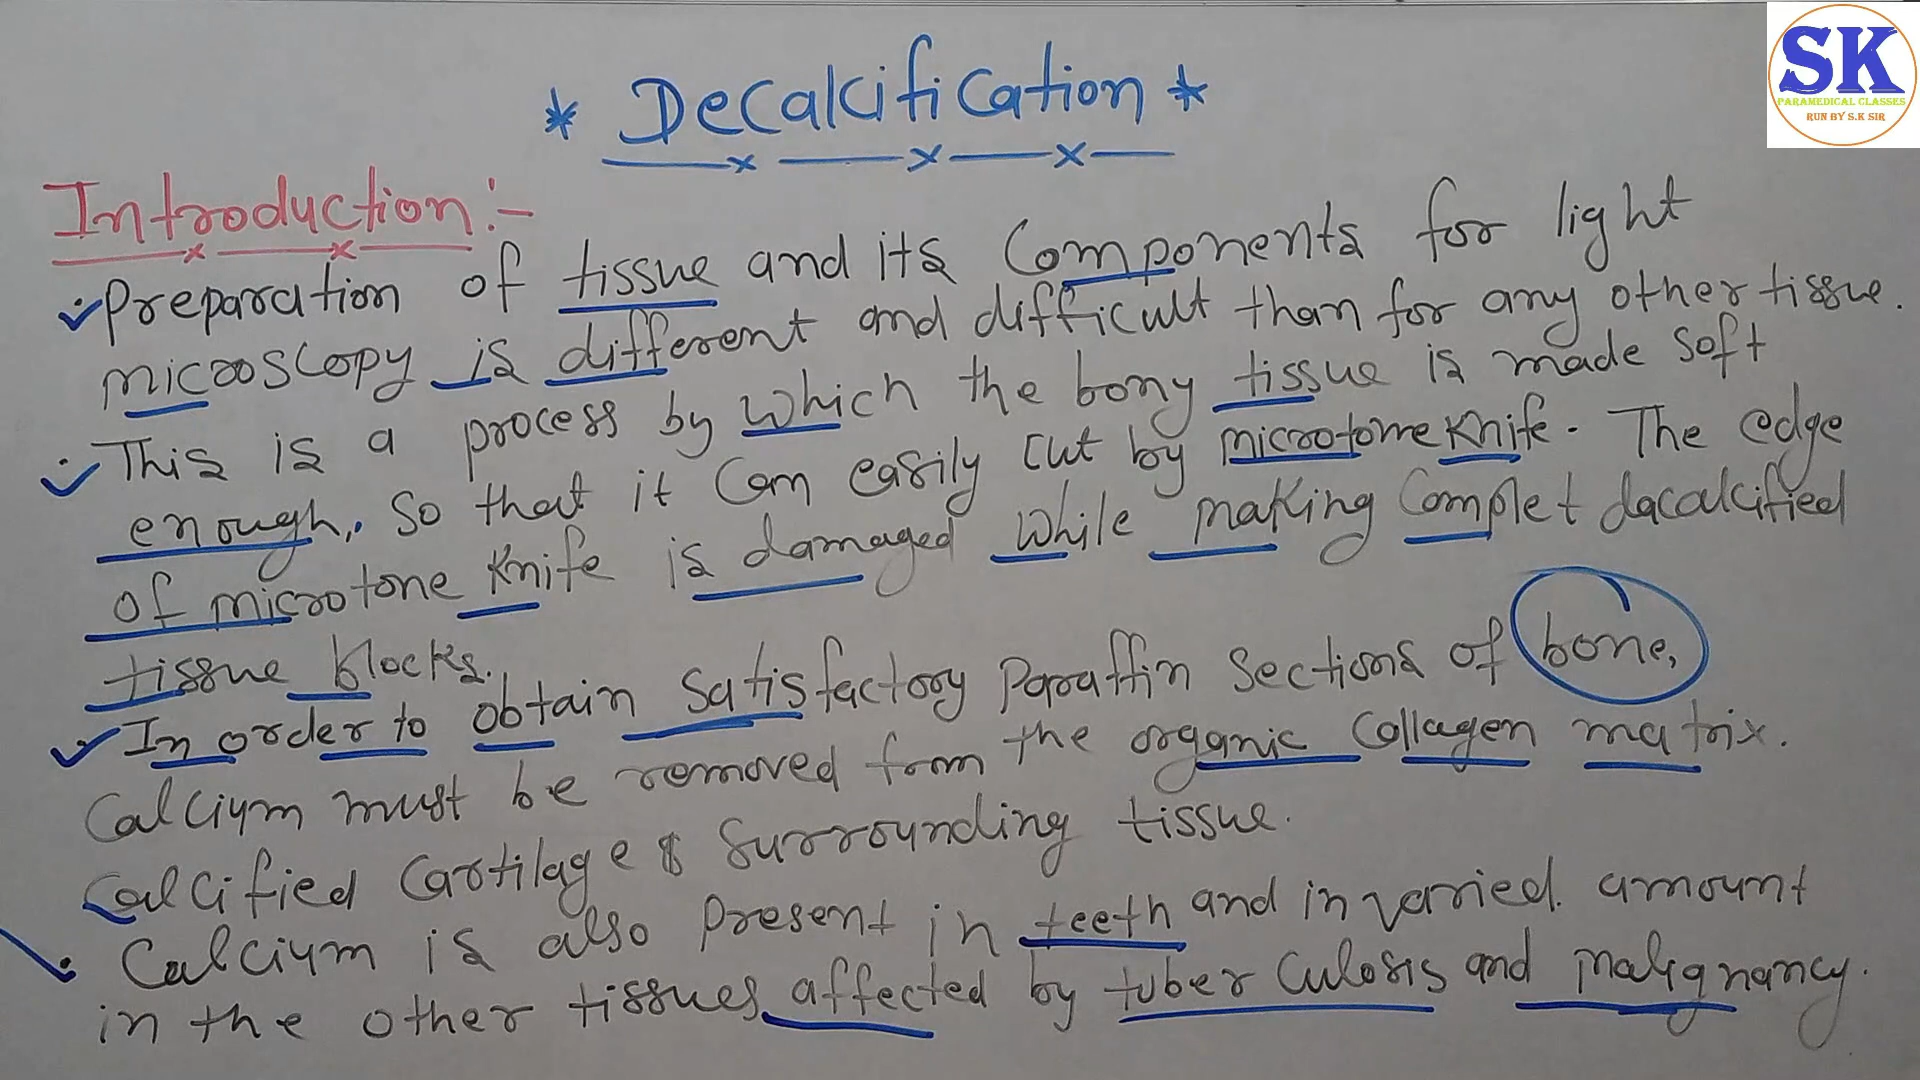 SK
PARAMEDICAL CLASSES
RUN BY S.K SIR
* Decalcification *
Introduction:-
Preparation of tissue and its Components for light
microscopy is different and difficult than for any other tissue.
This is a process by which the bony tissue is made soft
enough, so that it can easily cut by microtome knife. The edge
of microtone knife is damaged while making complet dacalcified
tissue blocks.
In order to obtain satisfactory Paraffin Sections of bone,
Calcium must be removed from the organic Collagen matrix.
Calcified Cartilage & Surrounding tissue.
Calcium is also present in teeth and in varied. amount
in the other tissues affected by tuberculosis and malignancy.